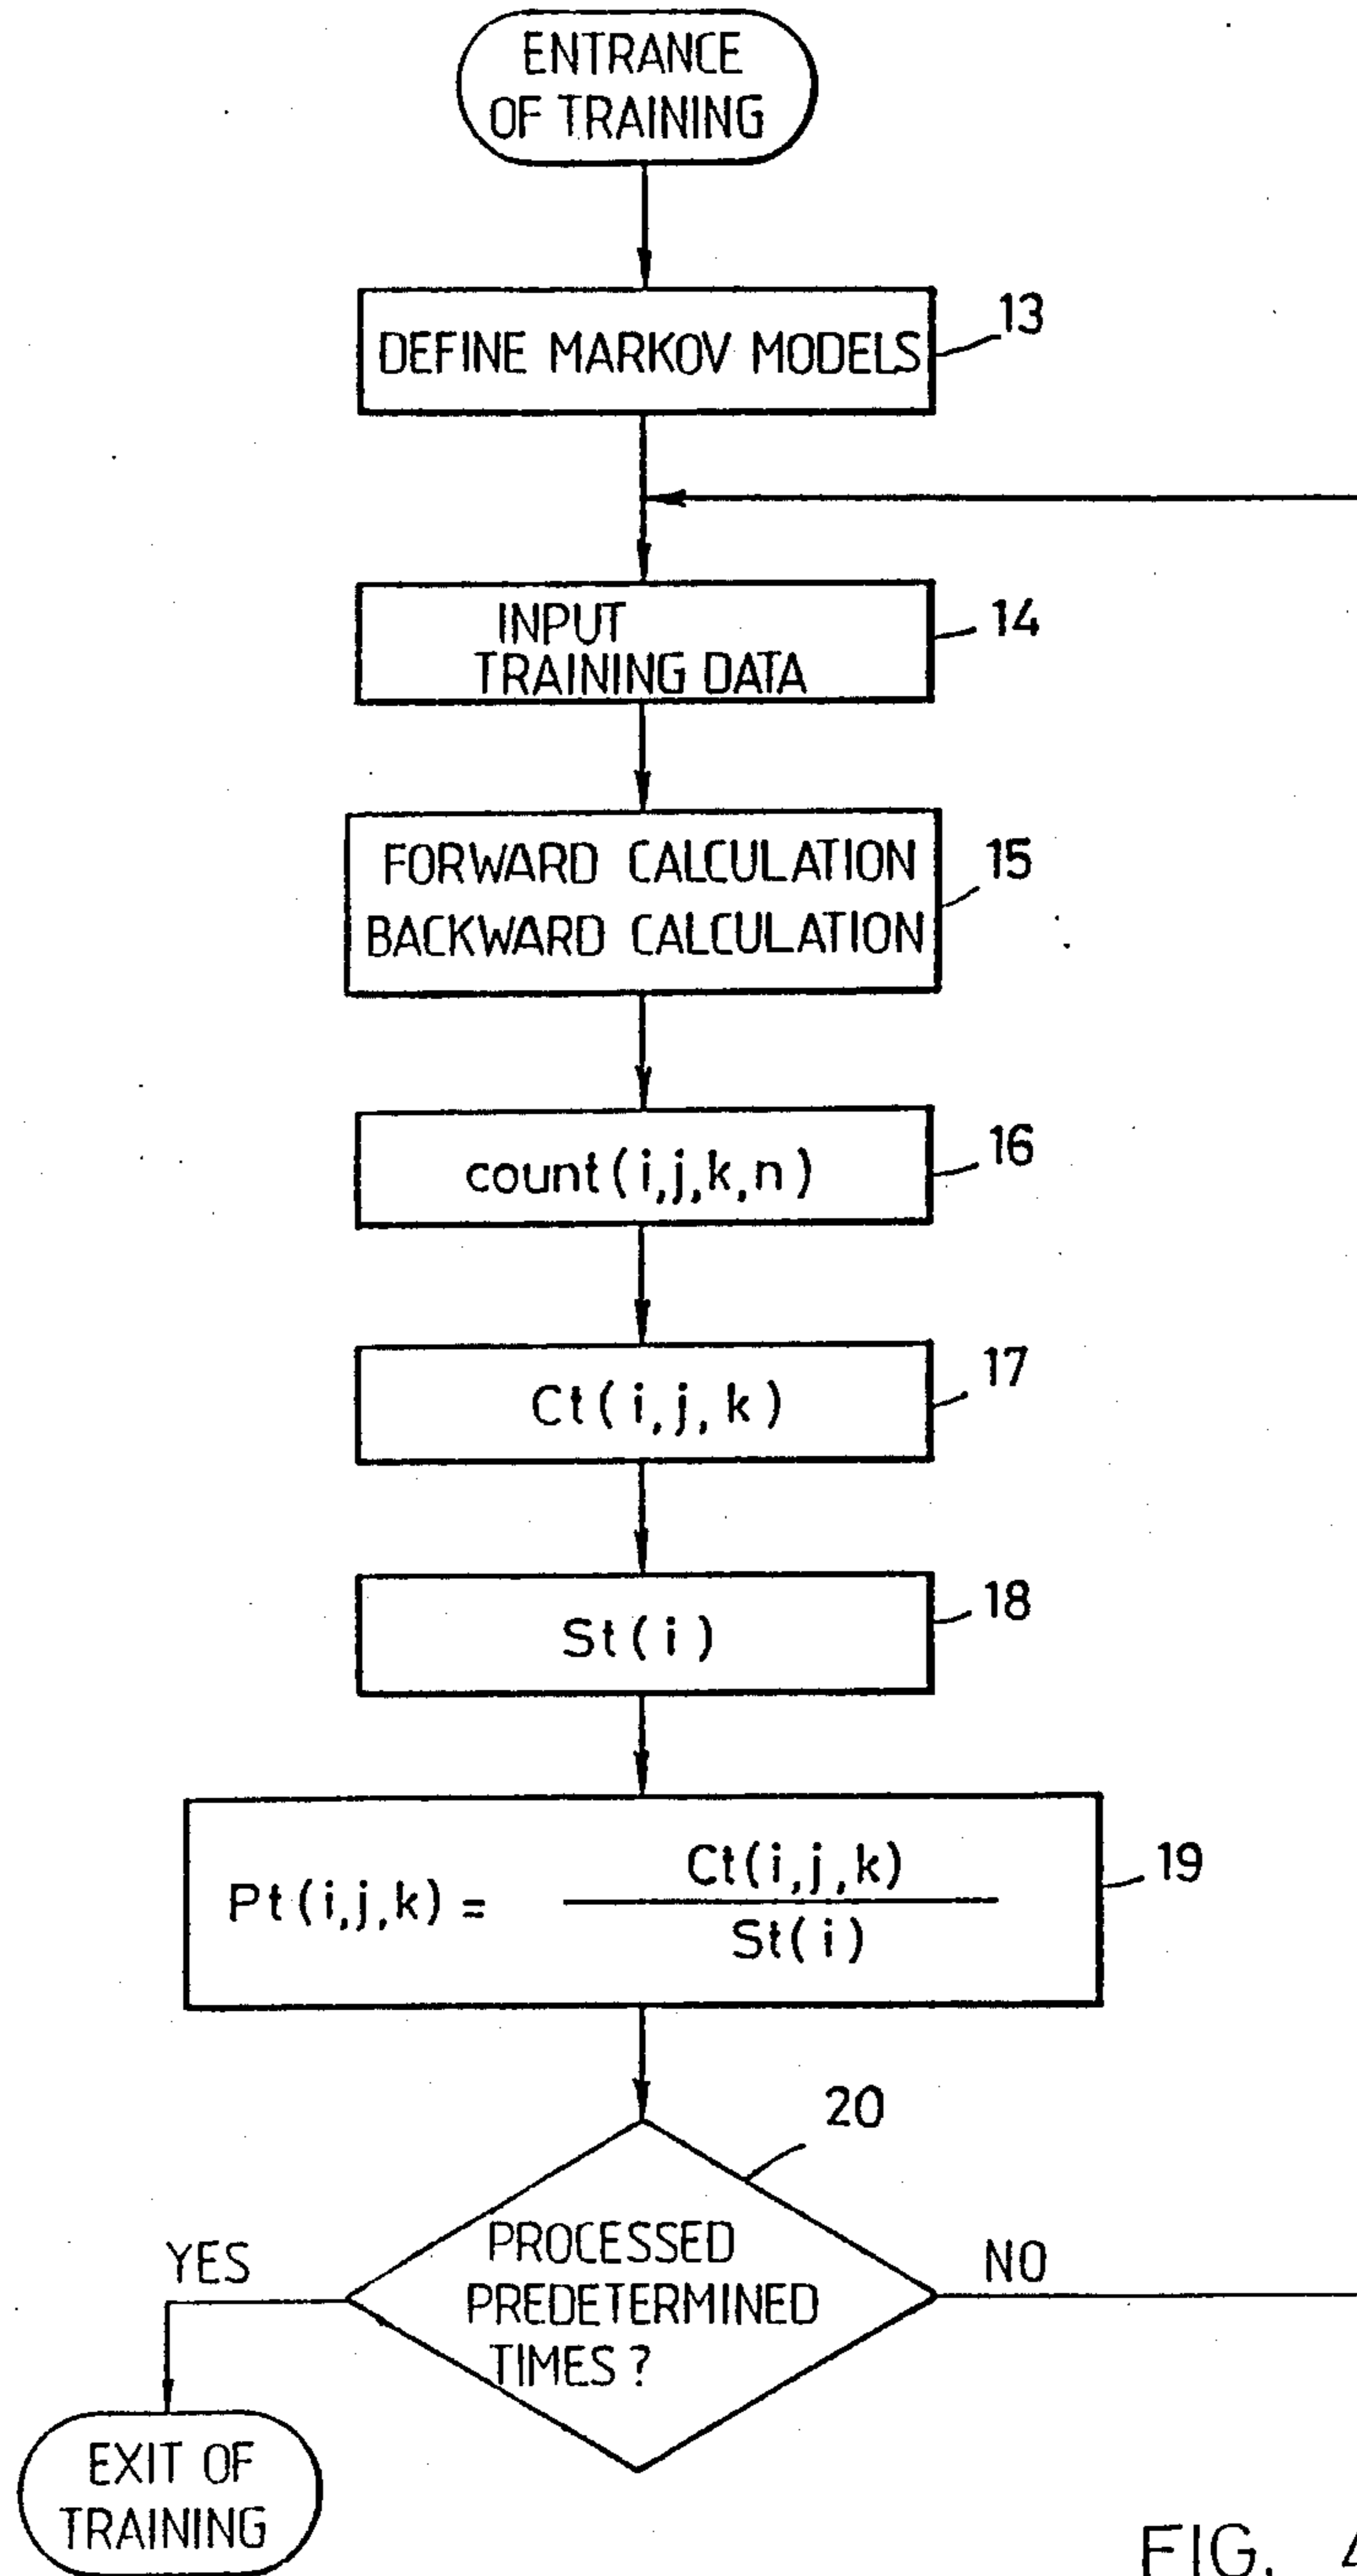 ENTRANCE
OF TRAINING
DEFINE MARKOV MODELS
13
INPUT
TRAINING DATA
14
FORWARD CALCULATION
BACKWARD CALCULATION
15
count(i,j,k,n)
16
Ct(i,j,k)
17
St(i)
18
Pt(i,j,k) = Ct(i,j,k)
St(i)
19
20
PROCESSED
PREDETERMINED
TIMES?
YES
NO
EXIT OF
TRAINING
FIG. 4